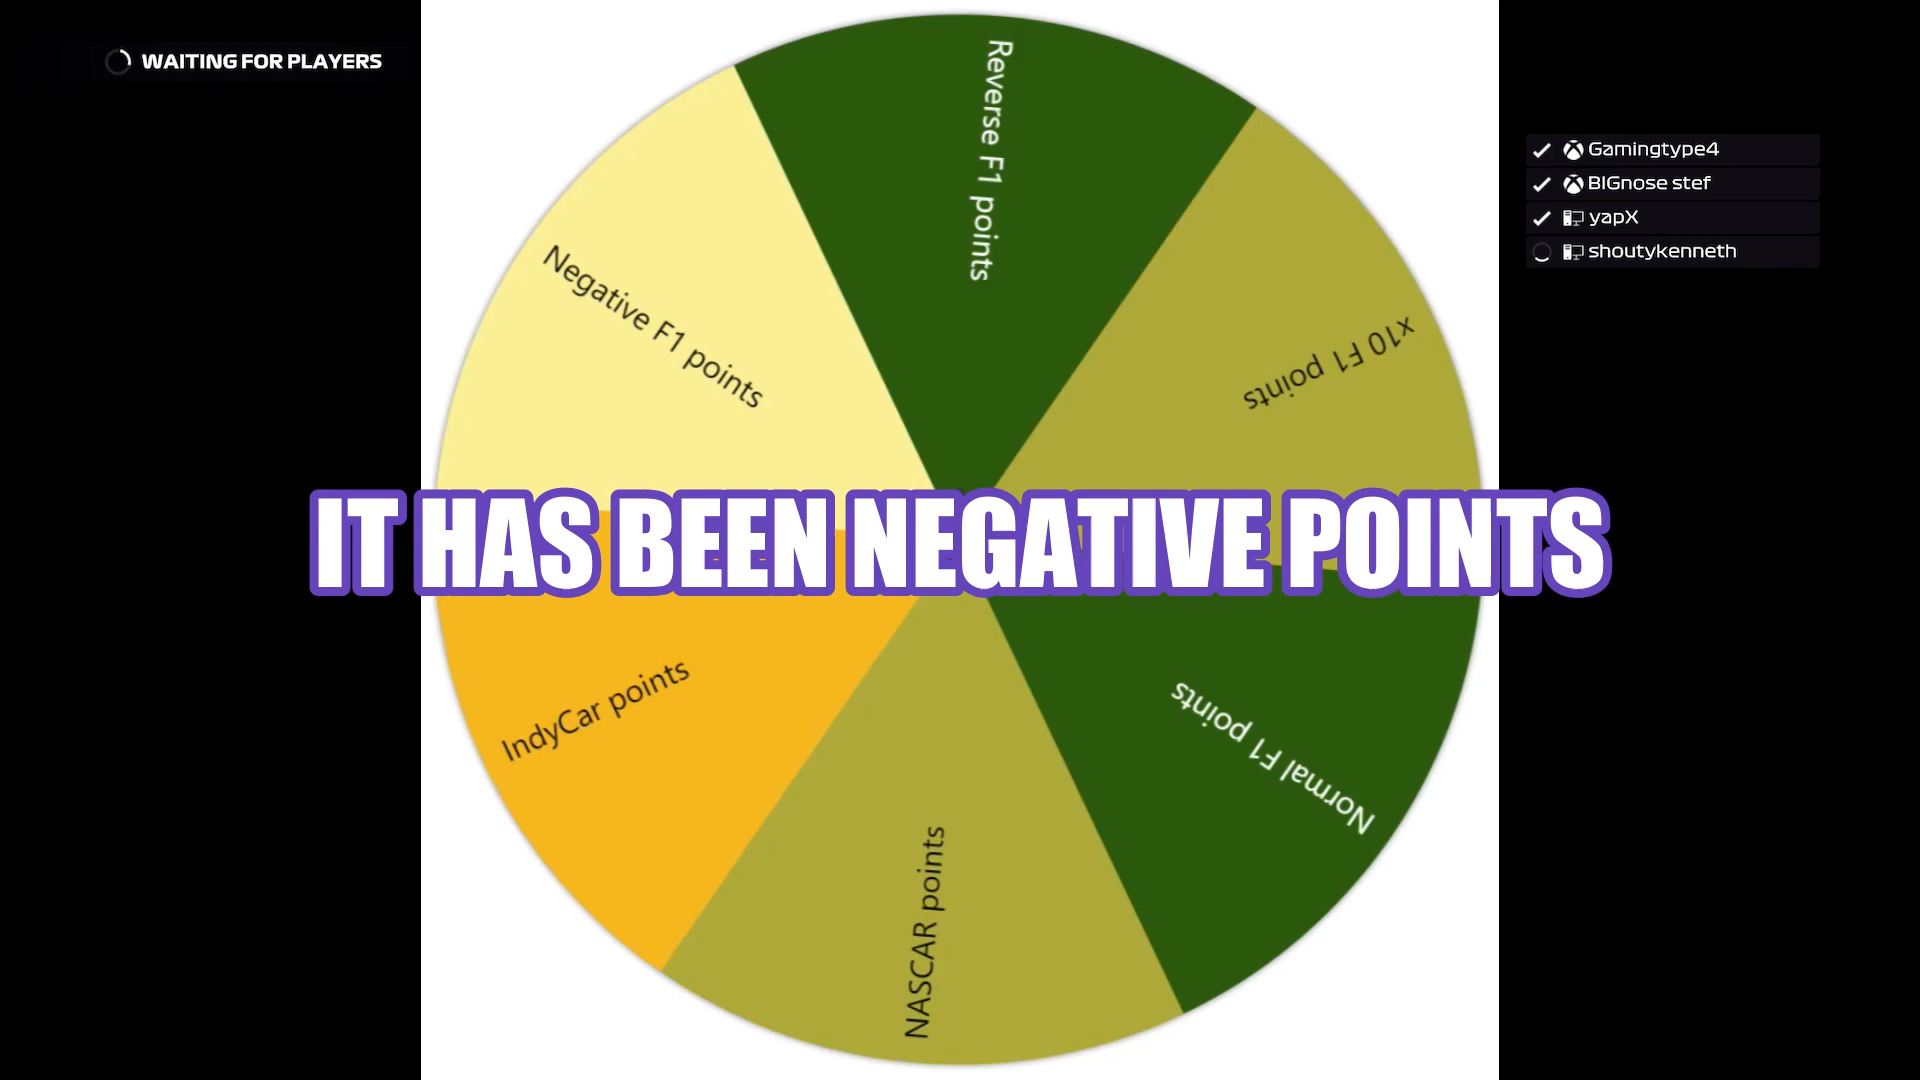 WAITING FOR PLAYERS
Reverse F1 points
x10 F1 points
Negative F1 points
IT HAS BEEN NEGATIVE POINTS
IndyCar points
Normal F1 points
NASCAR points
Gamingtype4
BIGnose stef
yapX
shoutykenneth